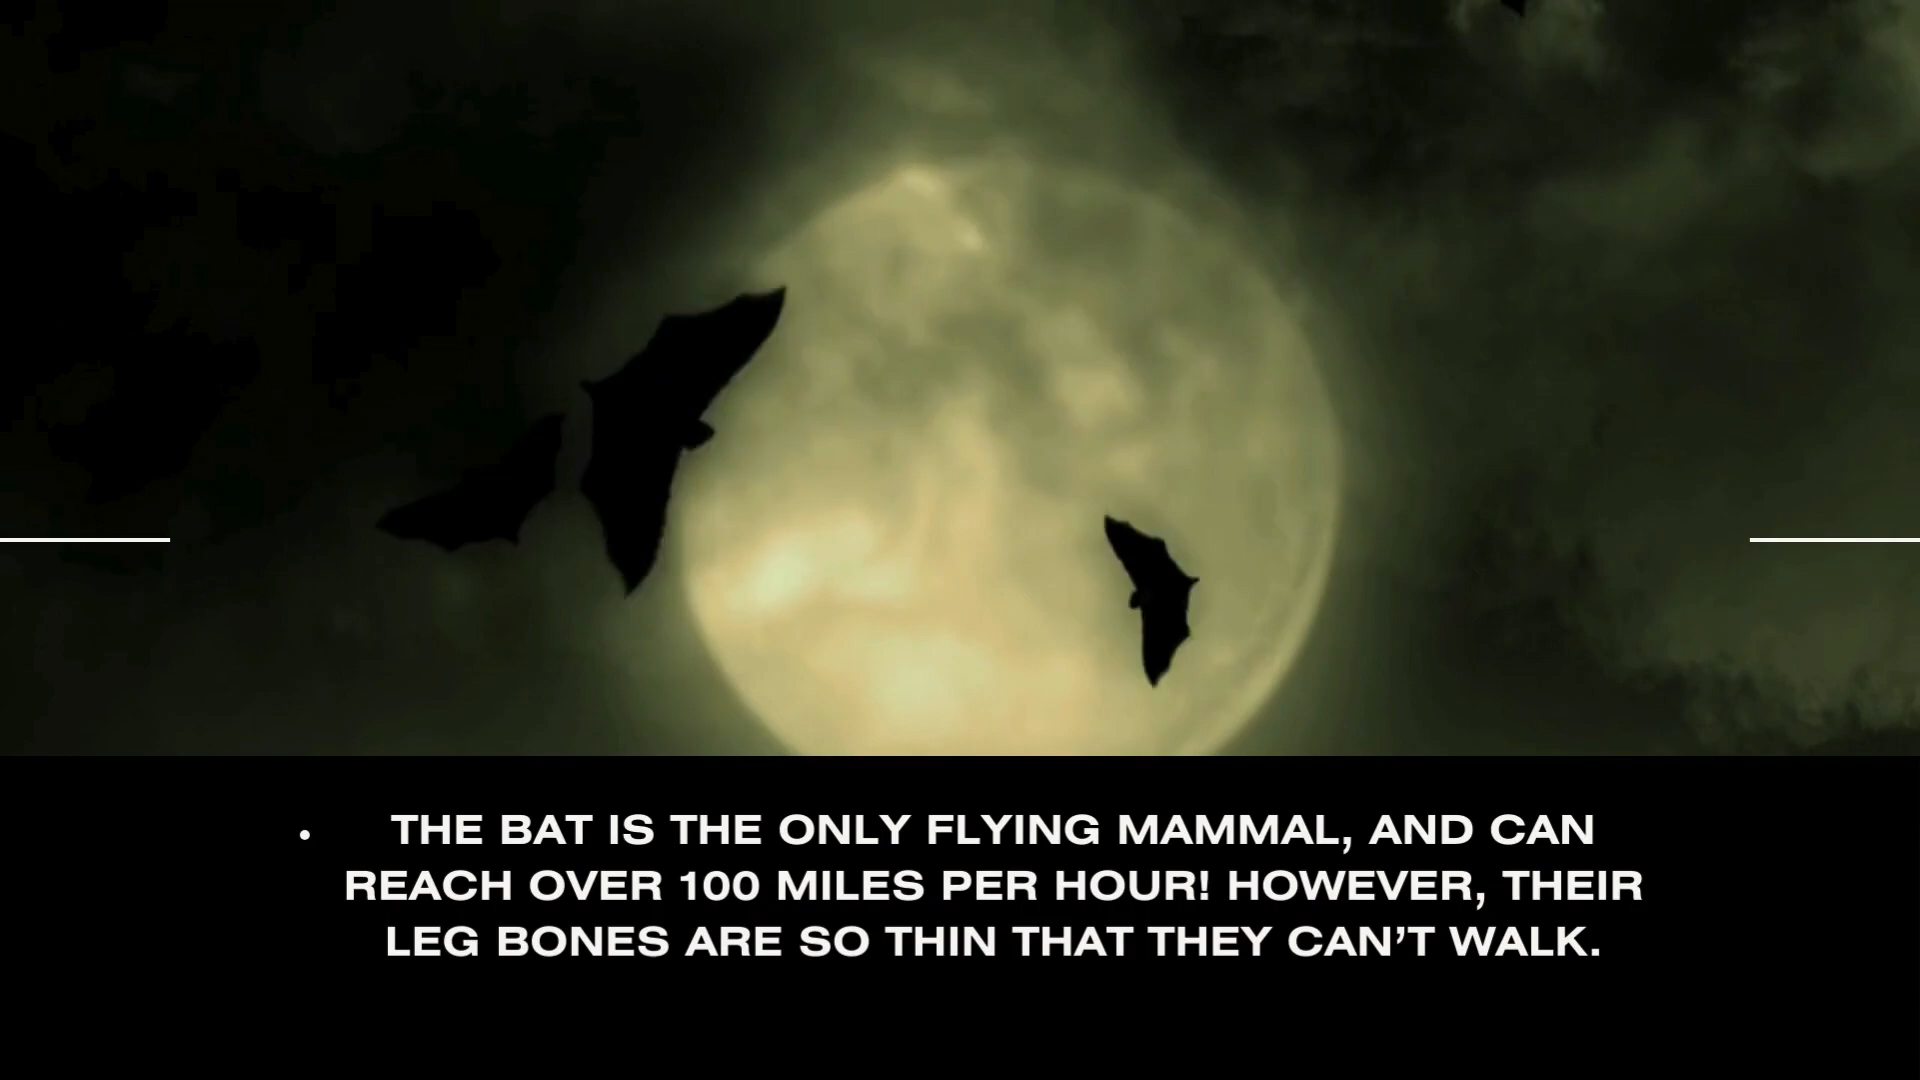 • THE BAT IS THE ONLY FLYING MAMMAL, AND CAN
REACH OVER 100 MILES PER HOUR! HOWEVER, THEIR
LEG BONES ARE SO THIN THAT THEY CAN’T WALK.